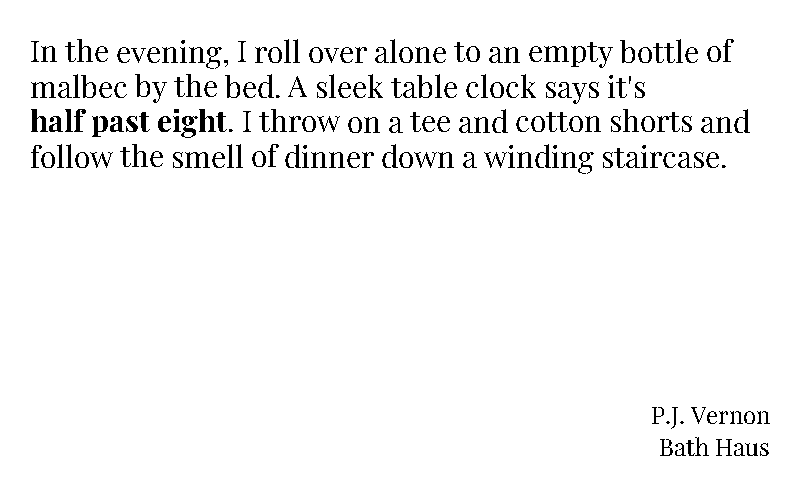 In the evening, I roll over alone to an empty bottle of
malbec by the bed. A sleek table clock says it's
half past eight. I throw on a tee and cotton shorts and
follow the smell of dinner down a winding staircase.
P.J. Vernon
Bath Haus